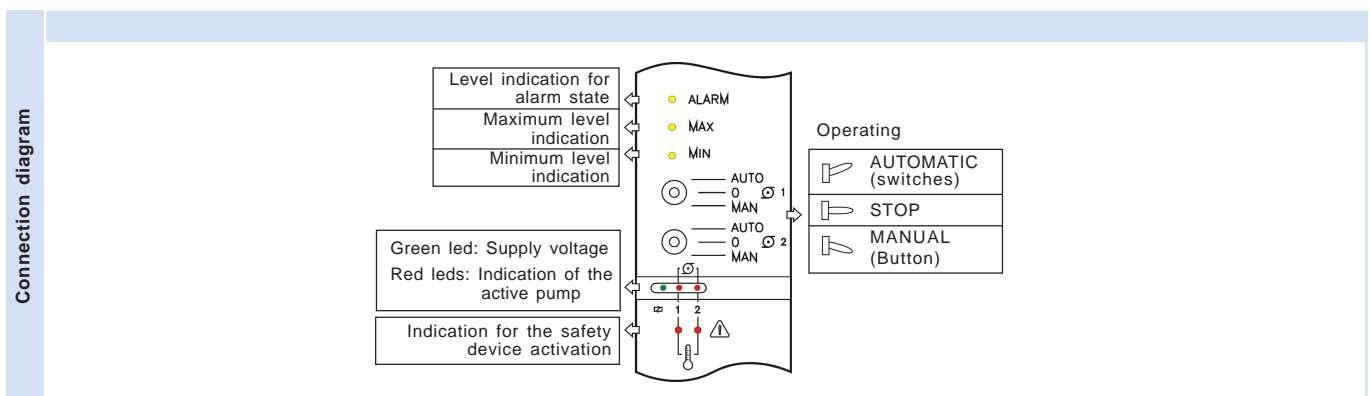 Connection diagram
Level indication for
alarm state
Maximum level
indication
Minimum level
indication
ALARM
MAX
MIN
AUTO
0 1
MAN
AUTO
0 2
MAN
Operating
AUTOMATIC
(switches)
STOP
MANUAL
(Button)
Green led: Supply voltage
Red leds: Indication of the
active pump
1 2
Indication for the safety
device activation